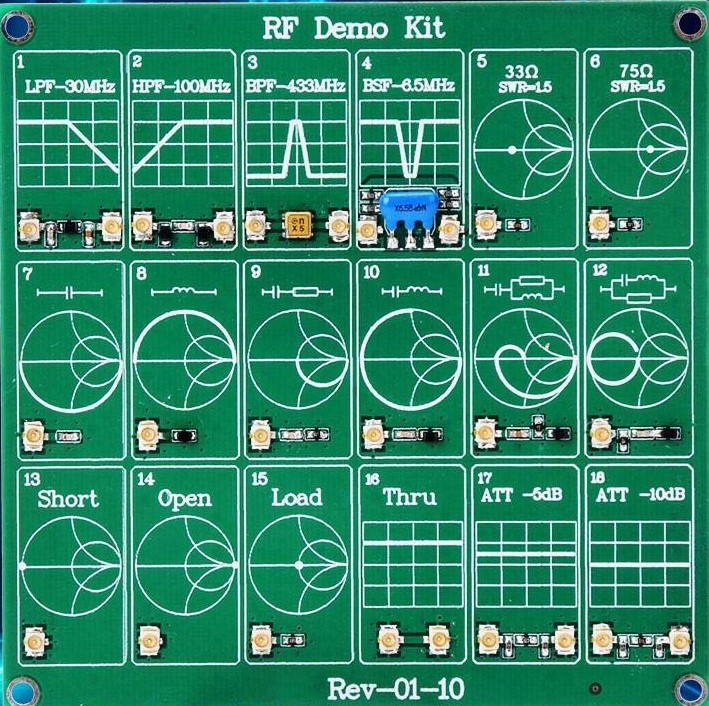 RF Demo Kit
1
LPF-30MHz
2
HPF-100MHz
3
BPF-433MHz
4
BSF-6.5MHz
5
33Ω
SWR=1.5
6
75Ω
SWR=1.5
7
8
9
10
11
12
13
Short
14
Open
15
Load
16
Thru
17
ATT -5dB
18
ATT -10dB
Rev-01-10